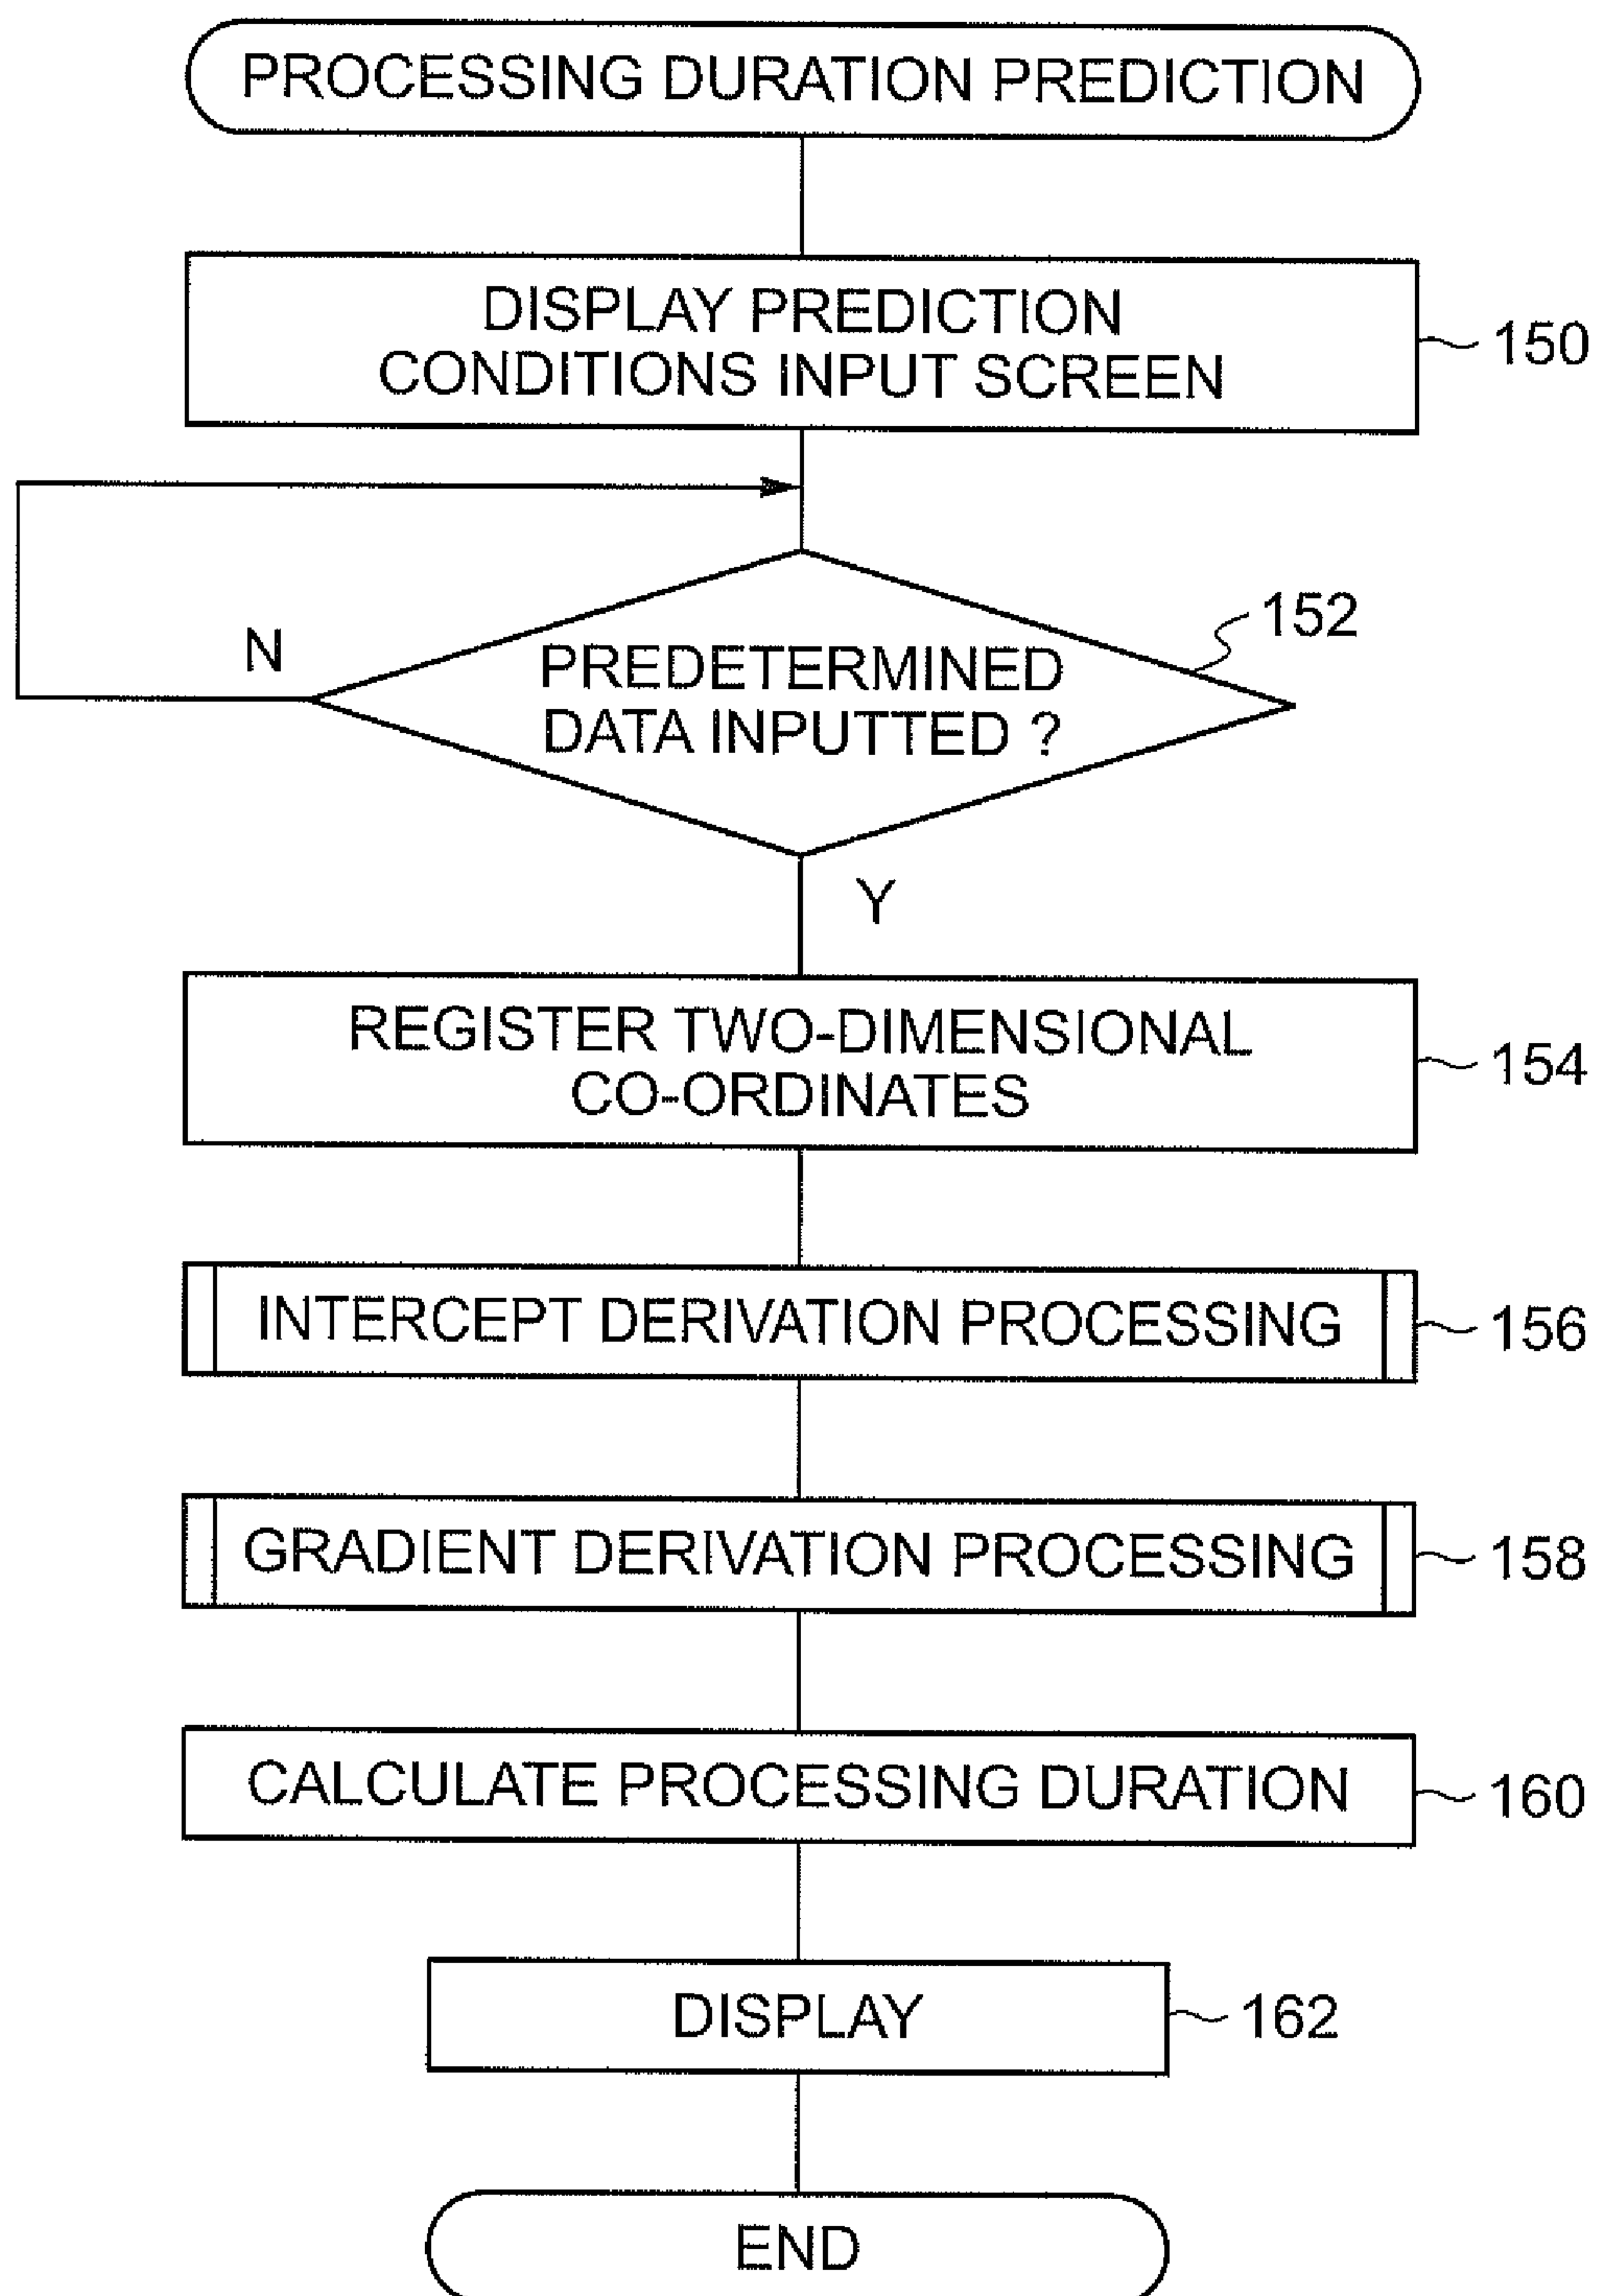 PROCESSING DURATION PREDICTION
DISPLAY PREDICTION
CONDITIONS INPUT SCREEN
150
152
N
PREDETERMINED
DATA INPUTTED ?
Y
REGISTER TWO-DIMENSIONAL
CO-ORDINATES
154
INTERCEPT DERIVATION PROCESSING
156
GRADIENT DERIVATION PROCESSING
158
CALCULATE PROCESSING DURATION
160
DISPLAY
162
END